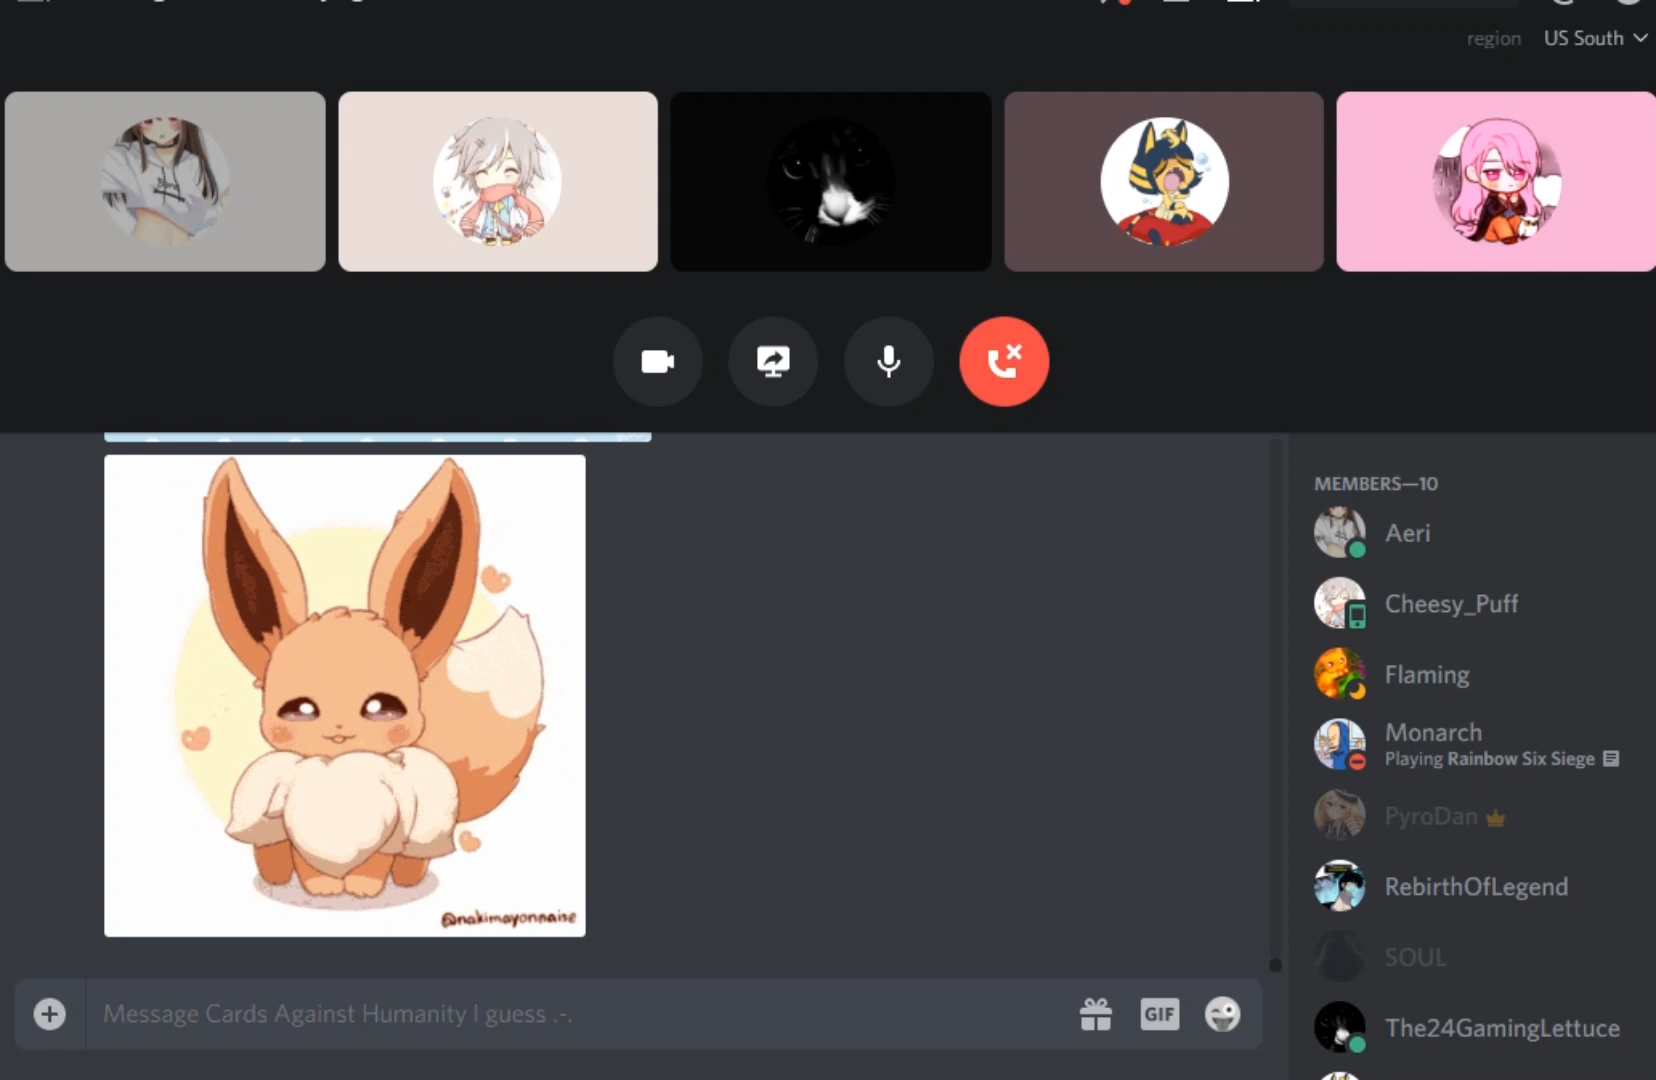 region US South
MEMBERS—10
Aeri
Cheesy_Puff
Flaming
Monarch
Playing Rainbow Six Siege
PyroDan
RebirthOfLegend
SOUL
The24GamingLettuce
@nakimayonnaise
Message Cards Against Humanity I guess .-.
GIF